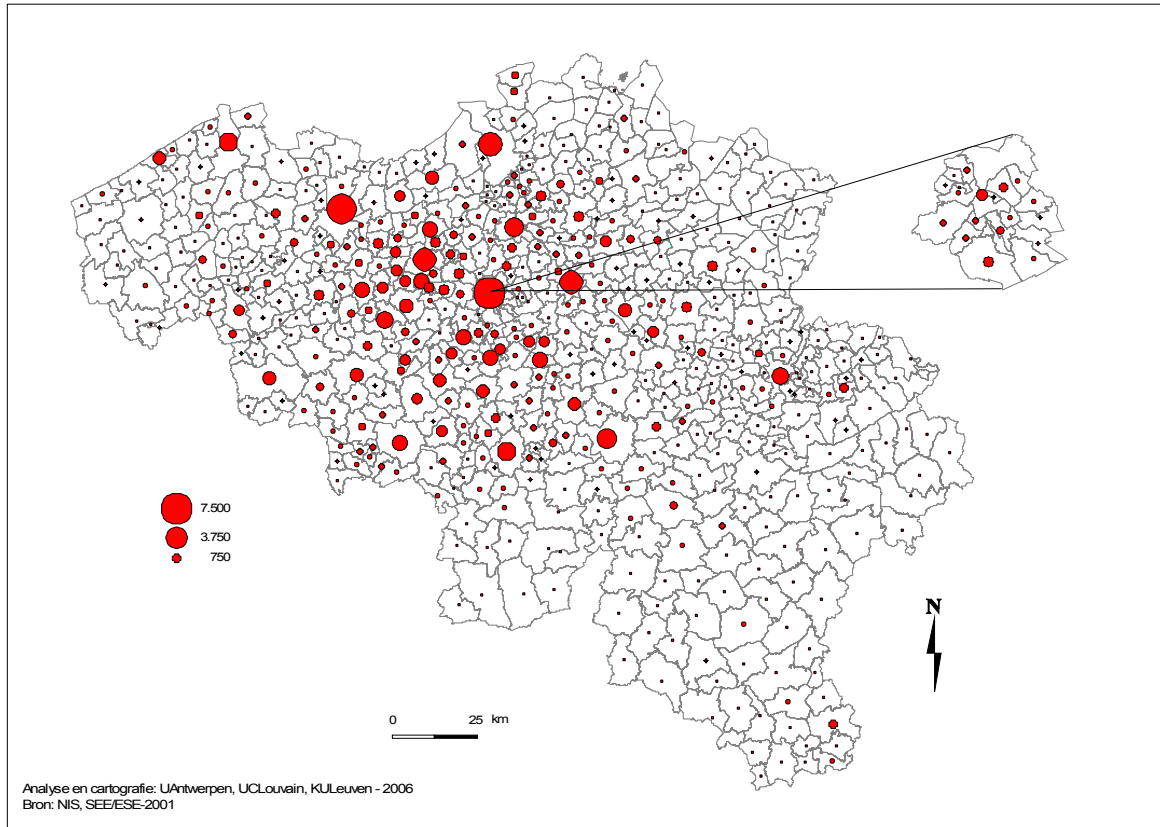 7.500
3.750
750
N
0 25 km
Analyse en cartografie: UAntwerpen, UCLouvain, KULeuven - 2006
Bron: NIS, SEE/ESE-2001